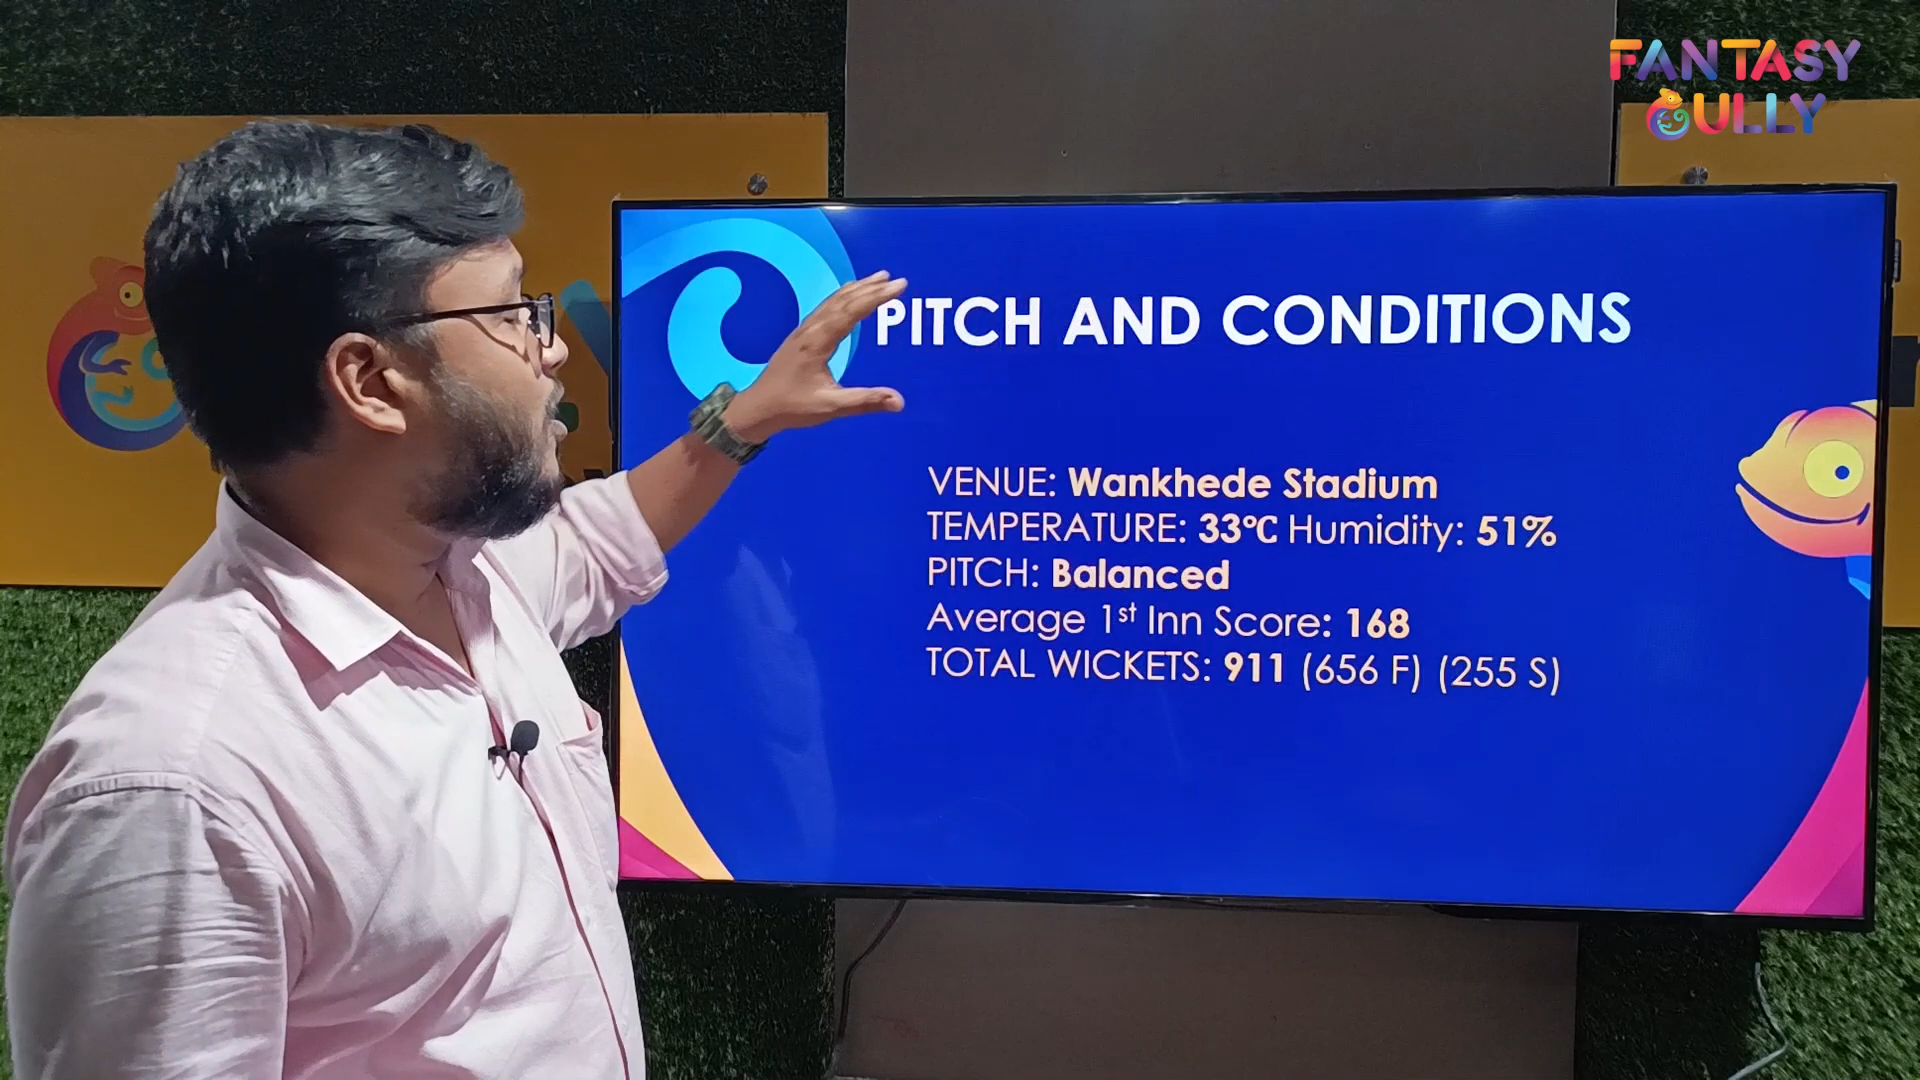 FANTASY
GULLY
PITCH AND CONDITIONS
VENUE: Wankhede Stadium
TEMPERATURE: 33℃ Humidity: 51%
PITCH: Balanced
Average 1st Inn Score: 168
TOTAL WICKETS: 911 (656 F) (255 S)